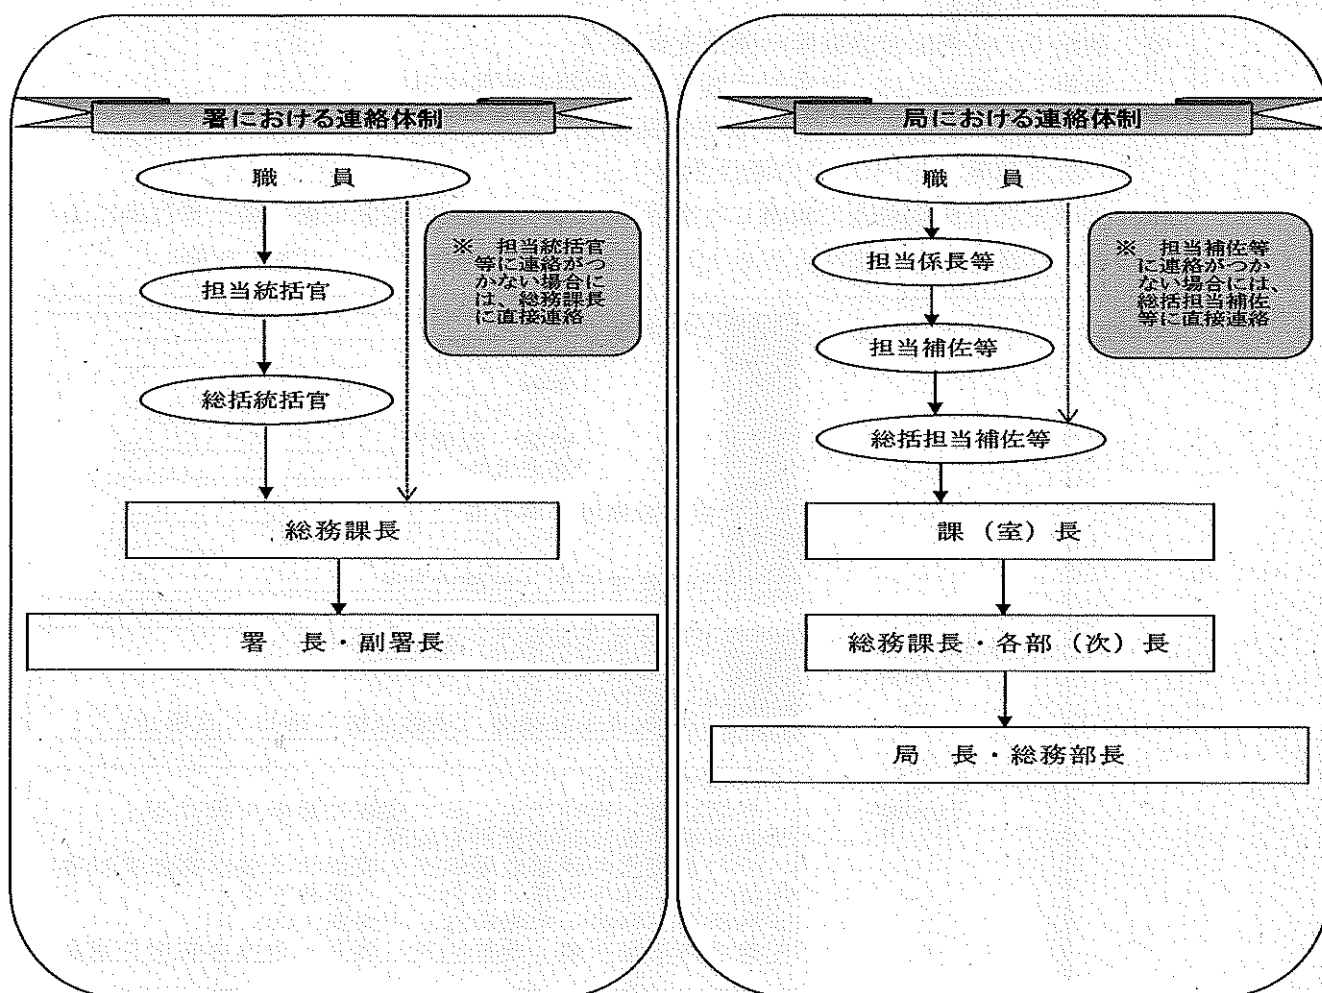 署における連絡体制
職　員
※　担当統括官
等に連絡がつ
かない場合に
は、総務課長
に直接連絡
担当統括官
総括統括官
総務課長
署　長・副署長
局における連絡体制
職　員
※　担当補佐等
に連絡がつか
ない場合には、
総括担当補佐
等に直接連絡
担当係長等
担当補佐等
総括担当補佐等
課（室）長
総務課長・各部（次）長
局　長・総務部長